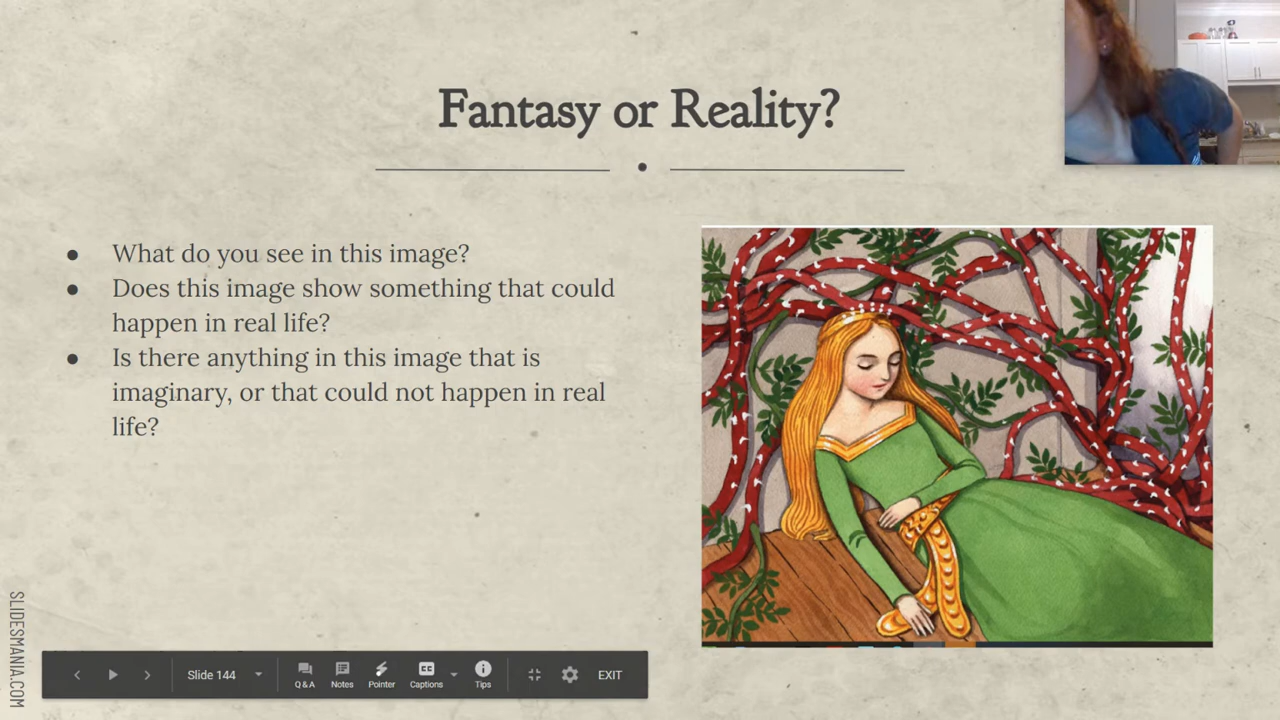 Fantasy or Reality?
● What do you see in this image?
● Does this image show something that could
happen in real life?
● Is there anything in this image that is
imaginary, or that could not happen in real
life?
SLIDESMANIA.COM
Slide 144
Q&A
Notes
Pointer
CC
Captions
Tips
EXIT